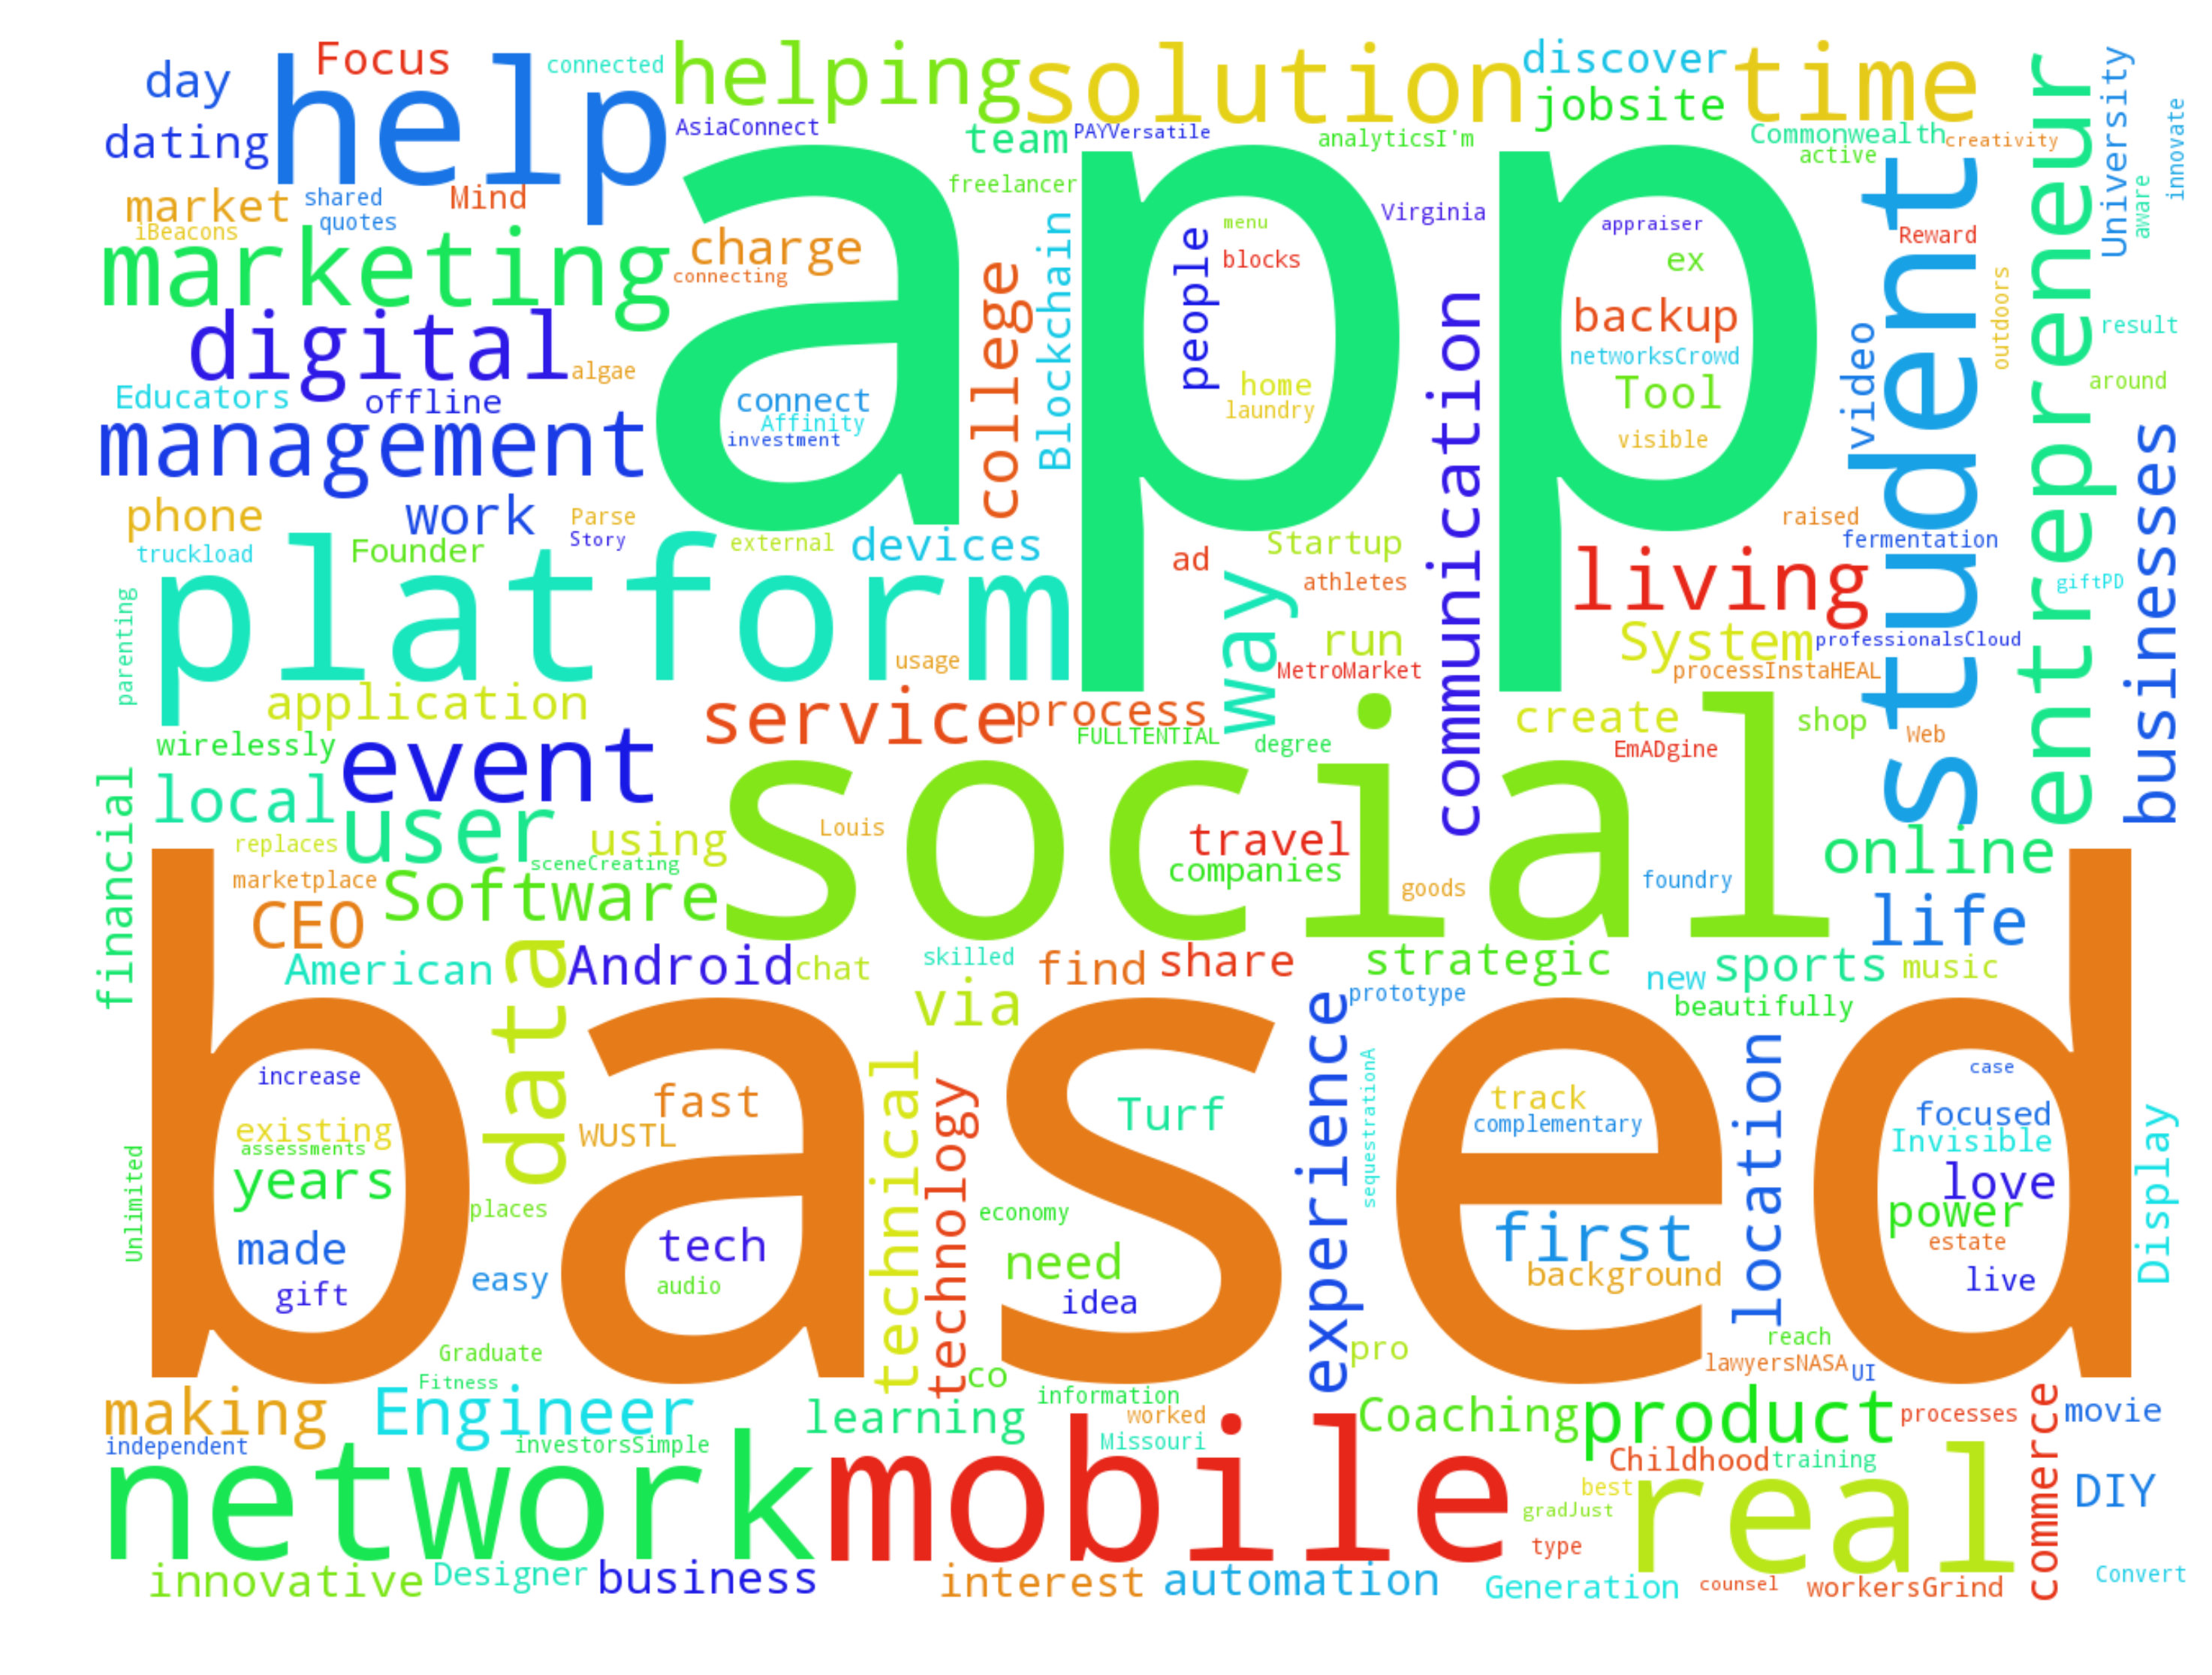 Focus
connected
helping
solution
discover
time
day
help
jobsite
University
innovate
dating
AsiaConnect
team
PAYVersatile
analyticsI'm
Commonwealth
creativity
active
entrepreneur
market
shared
Mind
app
freelancer
Virginia
student
aware
quotes
iBeacons
marketing
charge
connecting
college
Blockchain
people
menu
blocks
appraiser
ex
Reward
outdoors
digital
algae
backup
networksCrowd
video
result
Educators
offline
connect
Affinity
investment
home
laundry
communication
Tool
visible
around
management
businesses
phone
work
Parse
Story
raised
fermentation
truckload
Founder
external
devices
ad
Startup
athletes
living
giftPD
parenting
platform
usage
way
run
MetroMarket
System
professionalsCloud
processInstaHEAL
application
service
process
FULLTENTIAL
degree
create
EmADgine
shop
Web
wirelessly
event
social
financial
local
user
using
Louis
travel
companies
online
replaces
sceneCreating
marketplace
Software
goods
foundry
CEO
life
American
data
Android
chat
skilled
find
share
strategic
new
sports
music
via
prototype
beautifully
based
increase
existing
assessments
years
made
gift
Unlimited
places
easy
fast
WUSTL
tech
audio
technical
technology
Turf
economy
need
idea
experience
sequestrationA
track
complementary
first
background
location
case
focused
Invisible
love
power
estate
live
Display
Graduate
Fitness
co
pro
reach
lawyersNASA
UI
making
Engineer
learning
information
worked
Missouri
Coaching
product
processes
commerce
movie
independent
investorsSimple
Childhood
training
network
mobile
best
gradJust
type
real
DIY
innovative
Designer
business
interest
automation
Generation
counsel
workersGrind
Convert